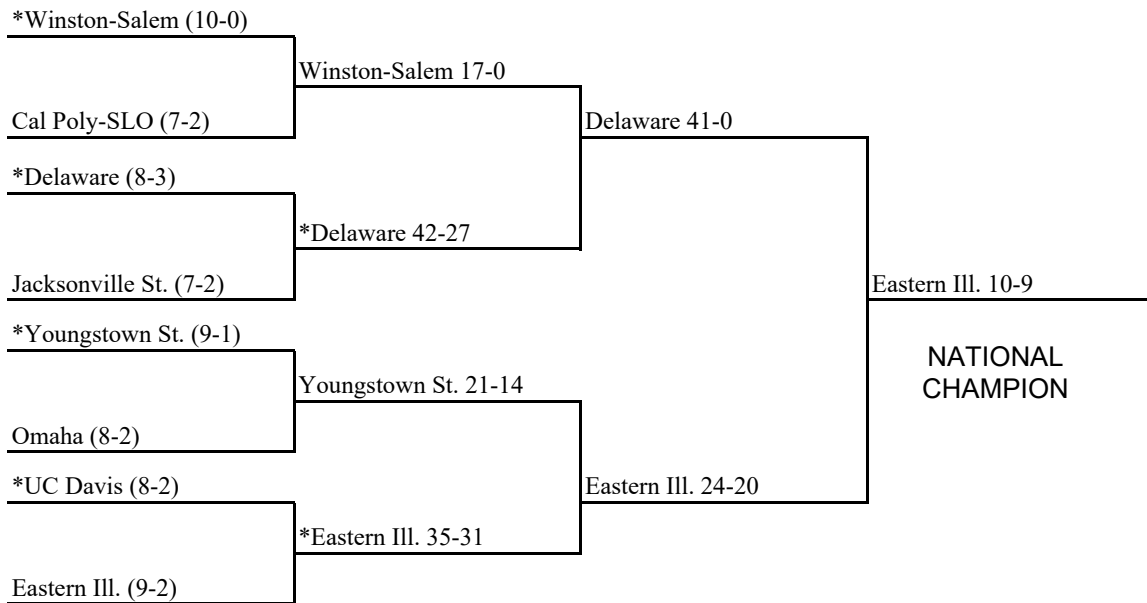 *Winston-Salem (10-0)
Winston-Salem 17-0
Cal Poly-SLO (7-2)
Delaware 41-0
*Delaware (8-3)
*Delaware 42-27
Jacksonville St. (7-2)
Eastern Ill. 10-9
*Youngstown St. (9-1)
NATIONAL
CHAMPION
Youngstown St. 21-14
Omaha (8-2)
*UC Davis (8-2)
Eastern Ill. 24-20
*Eastern Ill. 35-31
Eastern Ill. (9-2)